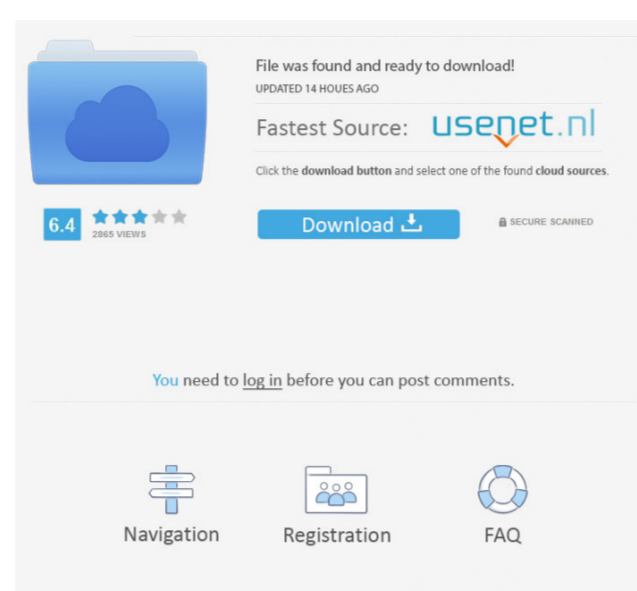 File was found and ready to download!
UPDATED 14 HOUES AGO
Fastest Source: usenet.nl
Click the download button and select one of the found cloud sources.
6.4
2865 VIEWS
Download
SECURE SCANNED
You need to log in before you can post comments.
Navigation
Registration
FAQ